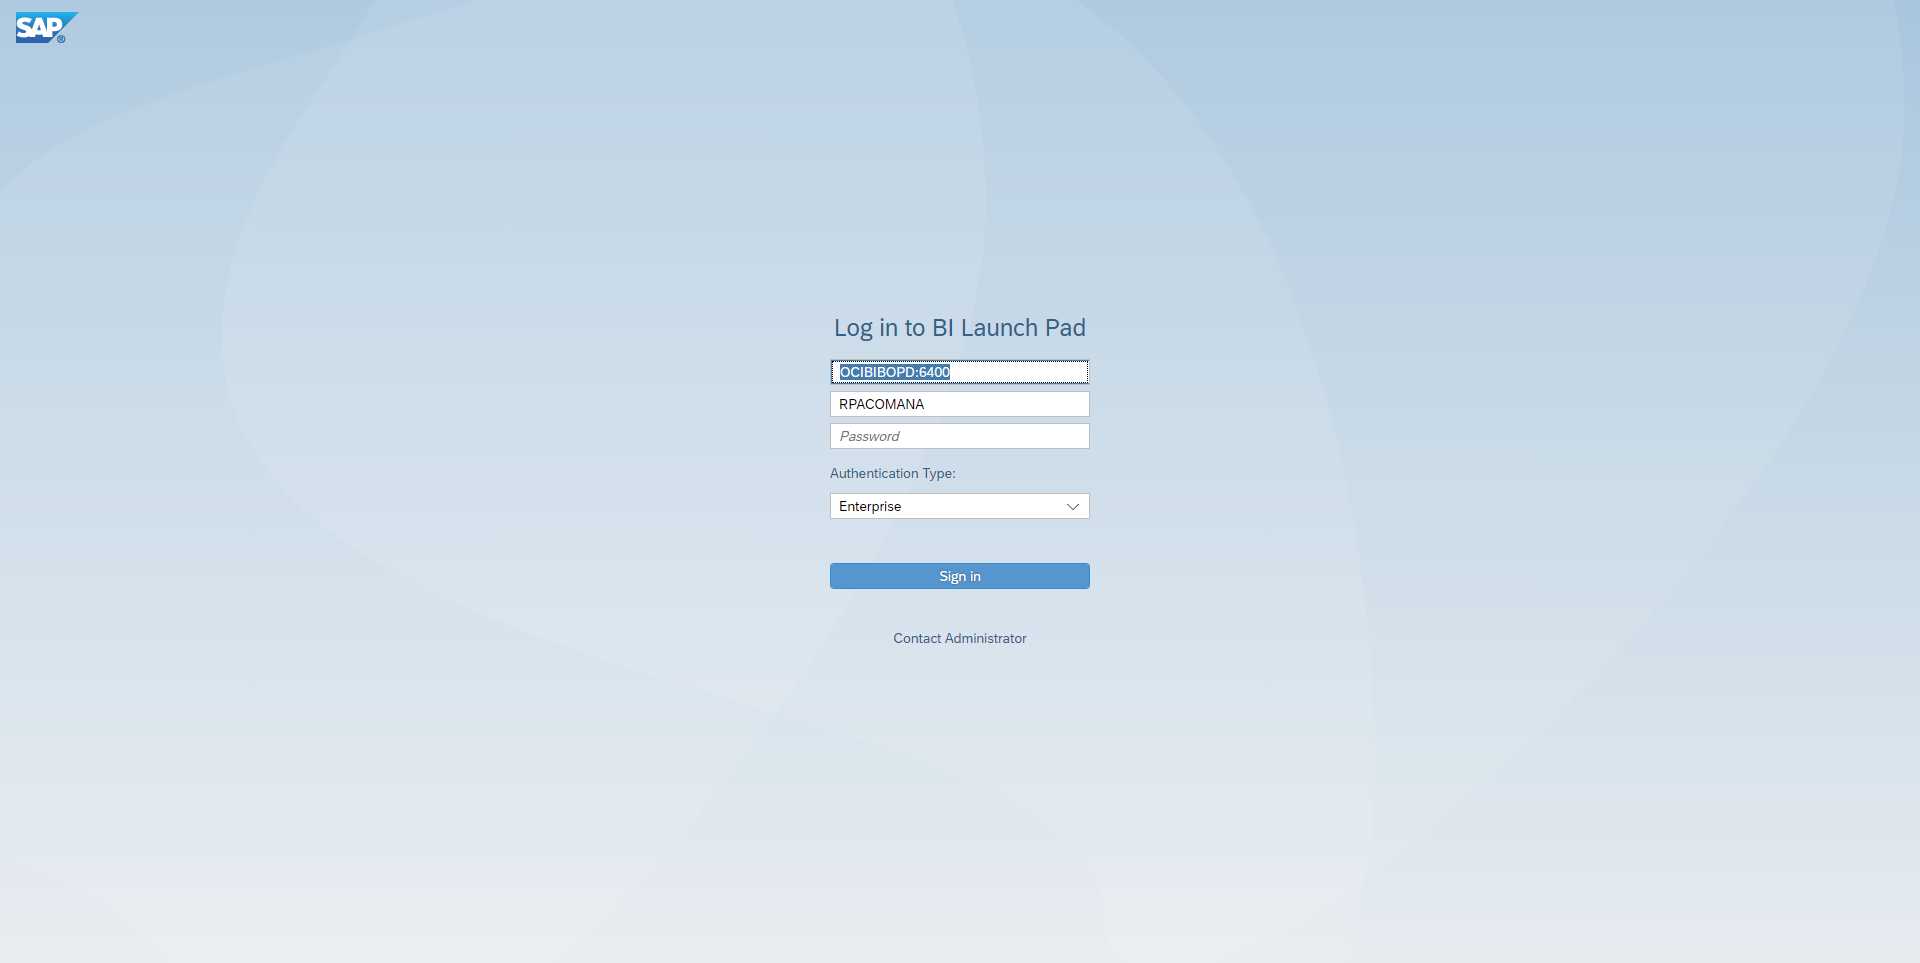 SAP®
Log in to BI Launch Pad
OCIBIBOPD:6400
RPACOMANA
Password
Authentication Type:
Enterprise
Sign in
Contact Administrator